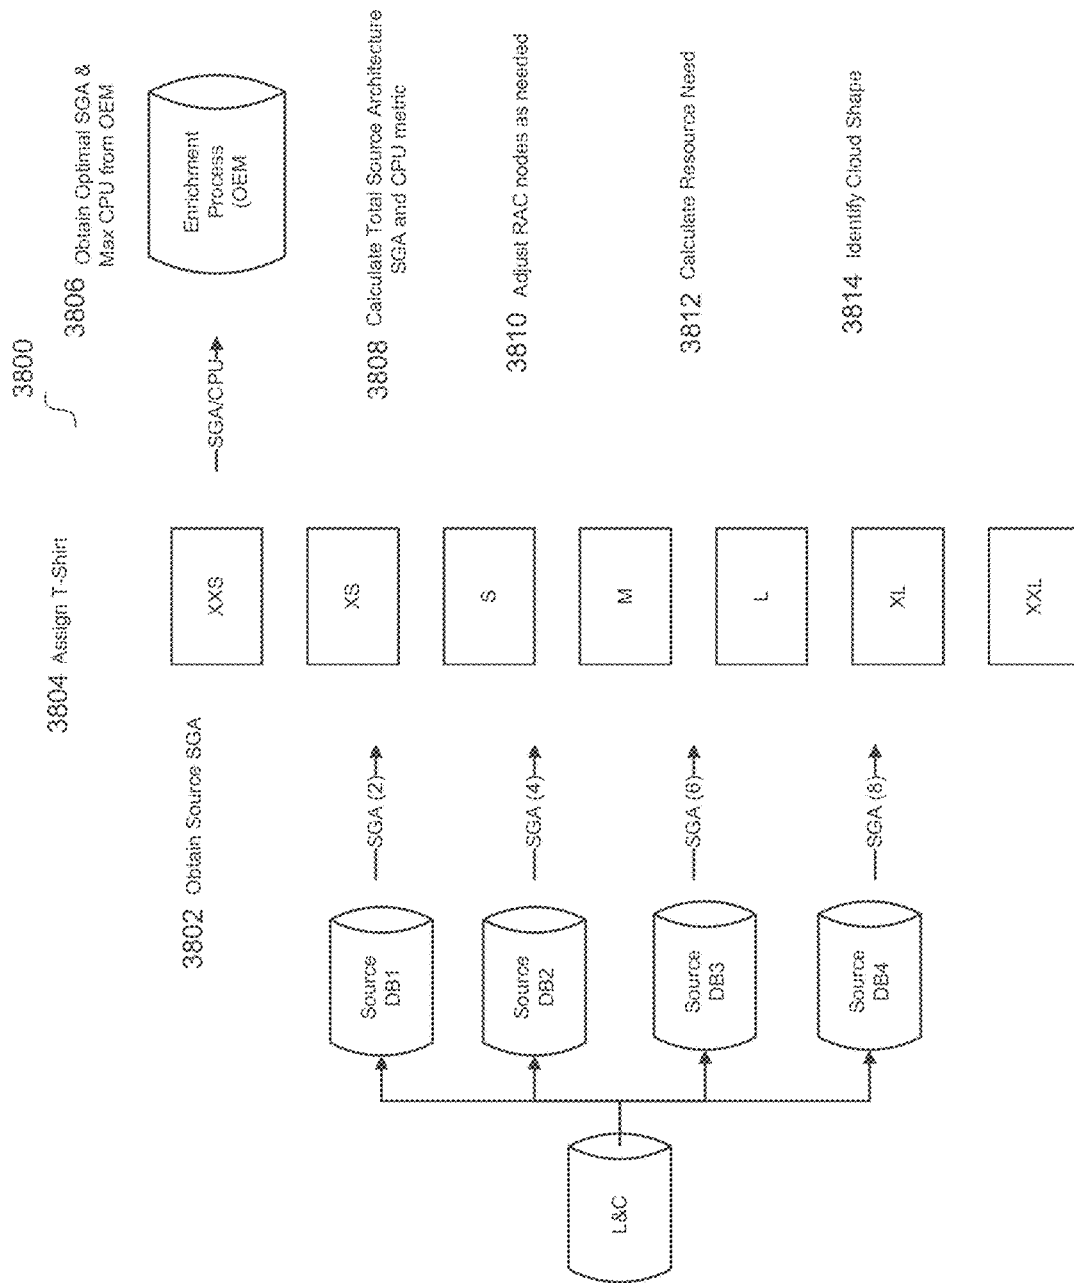 3800
3802 Obtain Source SGA
3804 Assign T-Shirt
3806 Obtain Optimal SGA &
Max CPU from OEM
L&C
Source
DB1
SGA (2)
Source
DB2
SGA (4)
Source
DB3
SGA (6)
Source
DB4
SGA (8)
XXS
XS
S
M
L
XL
XXL
SGA/CPU
Enrichment
Process
(OEM
3808 Calculate Total Source Architecture
SGA and CPU metric
3810 Adjust RAC nodes as needed
3812 Calculate Resource Need
3814 Identify Cloud Shape